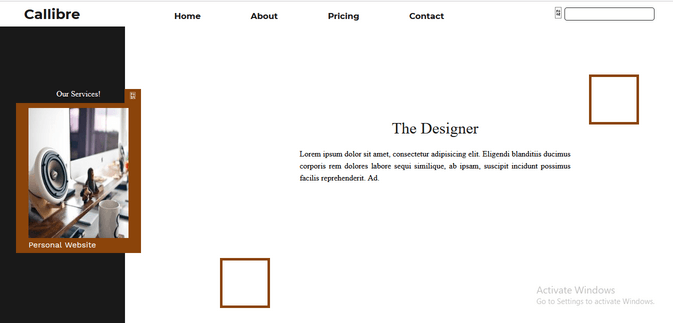 Callibre
Home
About
Pricing
Contact
Our Services!
Personal Website
The Designer
Lorem ipsum dolor sit amet, consectetur adipisicing elit. Eligendi blanditiis ducimus
corporis rem dolores labore sequi similique, ab ipsam, suscipit incidunt possimus
facilis reprehenderit. Ad.
Activate Windows
Go to Settings to activate Windows.